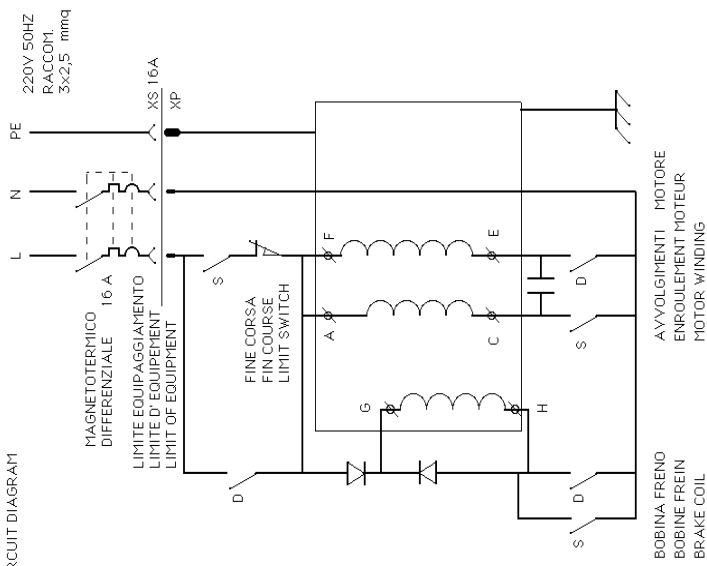 220V 50HZ
RACCOM.
3x2,5 mmq
PE
N
L
XS 16A
XP
MAGNETOTERMICO
DIFFERENZIALE 16 A
LIMITE EQUIPAGGIAMENTO
LIMITE D'EQUIPEMENT
LIMIT OF EQUIPMENT
RCUIT DIAGRAM
S
FINE CORSA
FIN COURSE
LIMIT SWITCH
D
F
A
G
E
C
H
D
S
D
S
AVVOLGIMENTI MOTORE
ENROULEMENT MOTEUR
MOTOR WINDING
BOBINA FRENO
BOBINE FREIN
BRAKE COIL